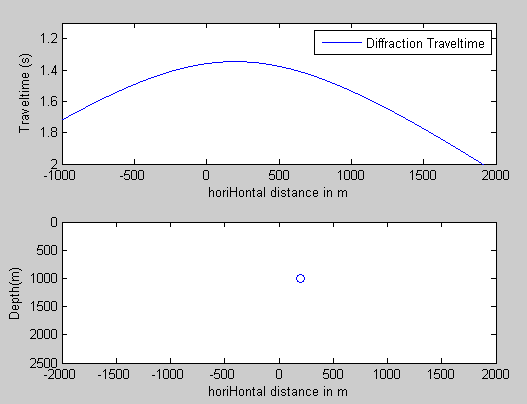 Diffraction Traveltime
Traveltime (s)
1.2
1.4
1.6
1.8
2
-1000 -500 0 500 1000 1500 2000
horiHontal distance in m
Depth(m)
0
500
1000
1500
2000
2500
-2000 -1500 -1000 -500 0 500 1000 1500 2000
horiHontal distance in m